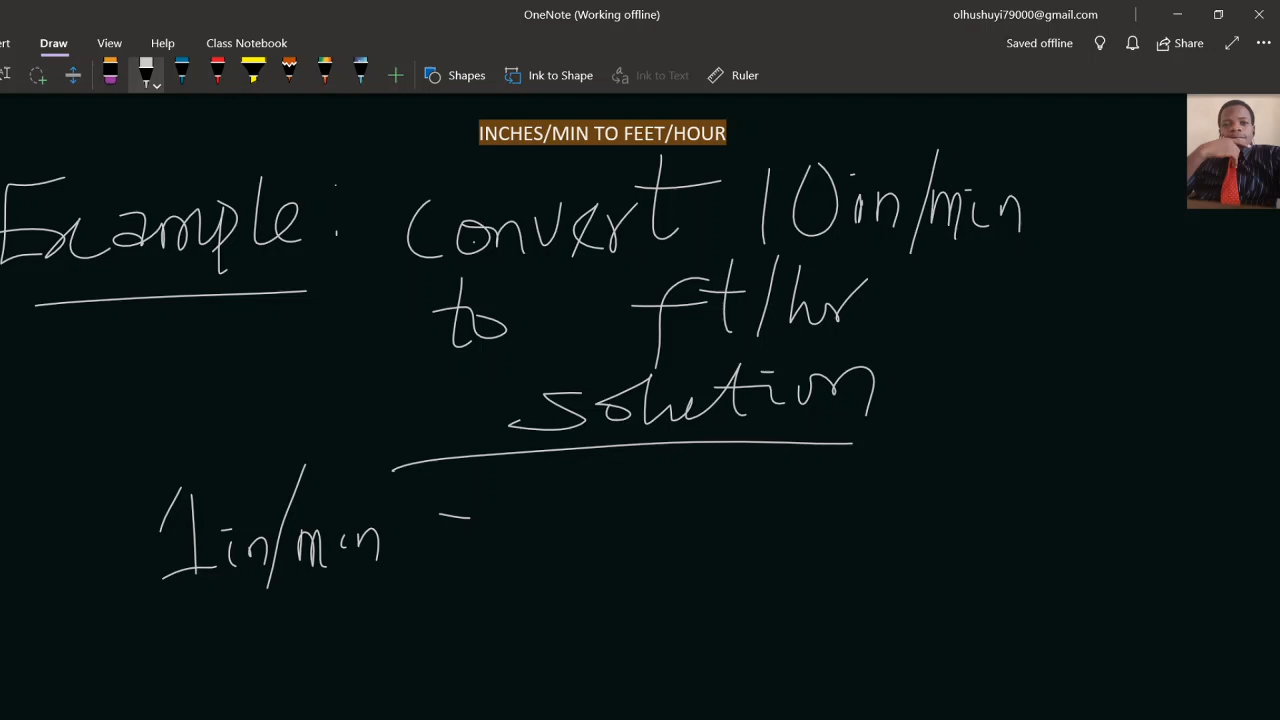 OneNote (Working offline)
olhushuyi79000@gmail.com
ert
Draw
View
Help
Class Notebook
Saved offline
Share
Shapes
Ink to Shape
Ink to Text
Ruler
INCHES/MIN TO FEET/HOUR
Example: convert 10in/min
to ft/hr
solution
1in/min -